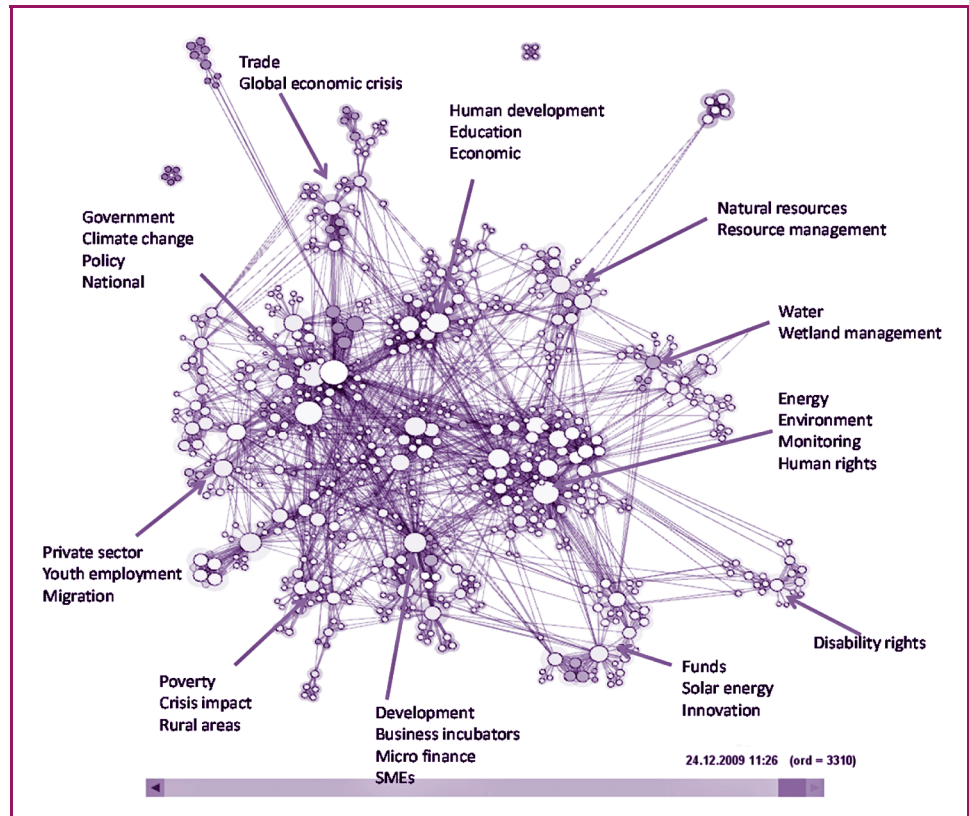 Trade
Global economic crisis
Human development
Education
Economic
Government
Climate change
Policy
National
Natural resources
Resource management
Water
Wetland management
Energy
Environment
Monitoring
Human rights
Private sector
Youth employment
Migration
Disability rights
Poverty
Crisis impact
Rural areas
Development
Business incubators
Micro finance
SMEs
Funds
Solar energy
Innovation
24.12.2009 11:26 (ord = 3310)